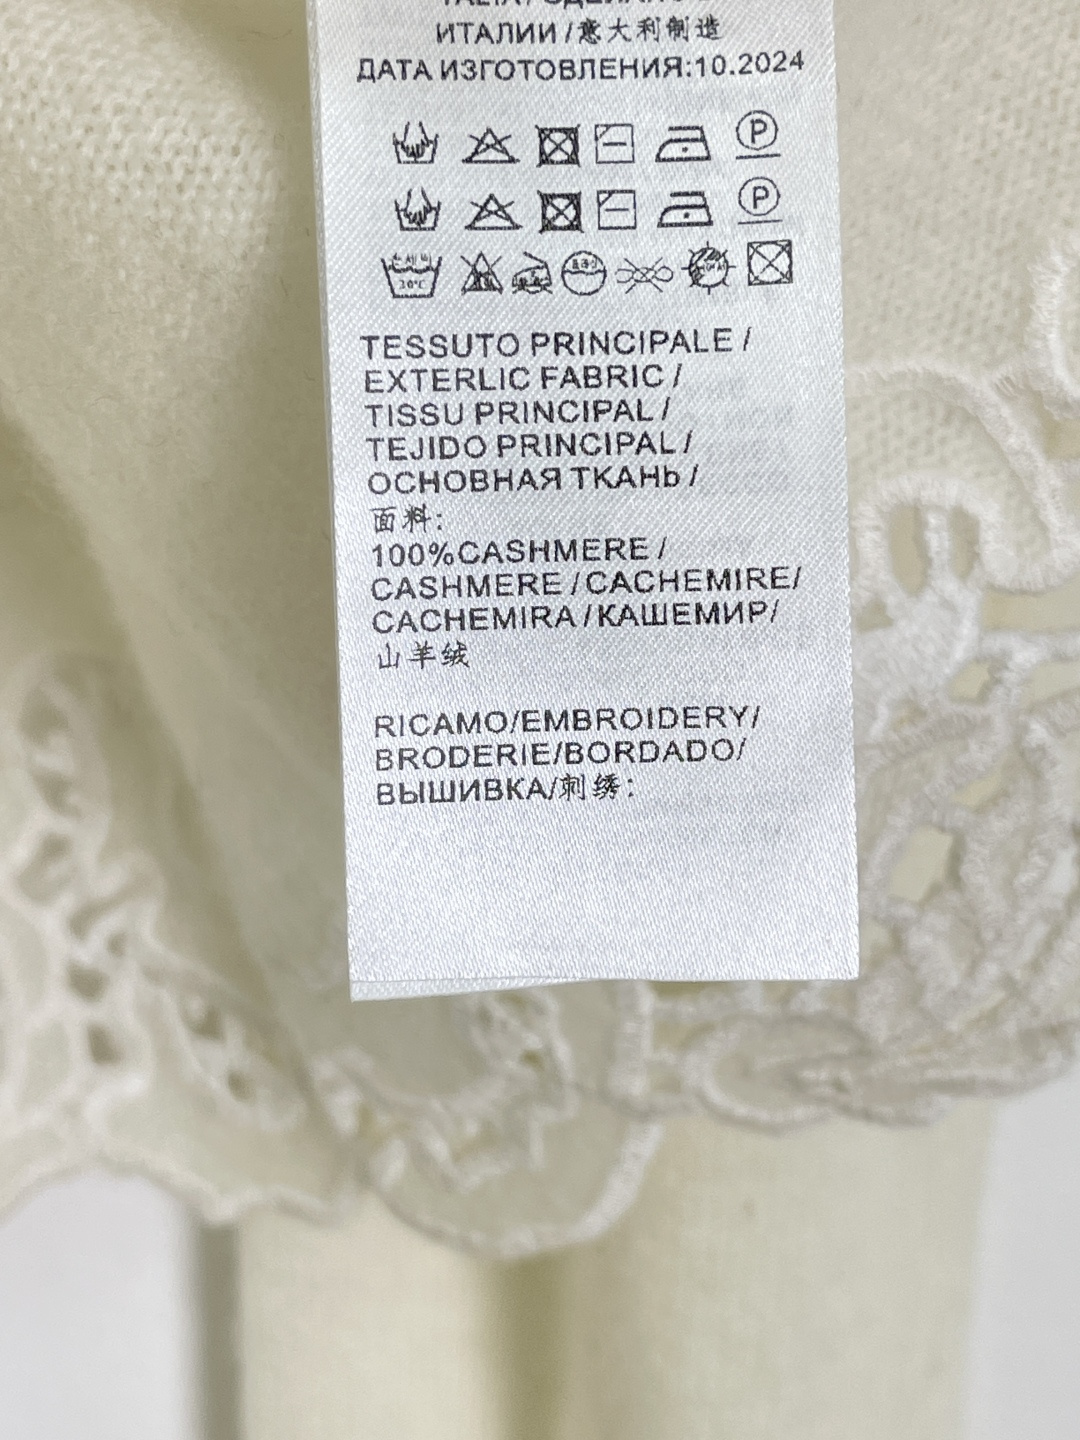 ИТАЛИИ / 意大利制造
ДАТА ИЗГОТОВЛЕНИЯ:10.2024
P
P
30°C
TESSUTO PRINCIPALE /
EXTERLIC FABRIC /
TISSU PRINCIPAL /
TEJIDO PRINCIPAL /
ОСНОВНАЯ ТКАНЬ /
面料:
100%CASHMERE /
CASHMERE / CACHEMIRE/
CACHEMIRA / КАШЕМИР/
山羊绒
RICAMO/EMBROIDERY/
BRODERIE/BORDADO/
ВЫШИВКА/刺绣: